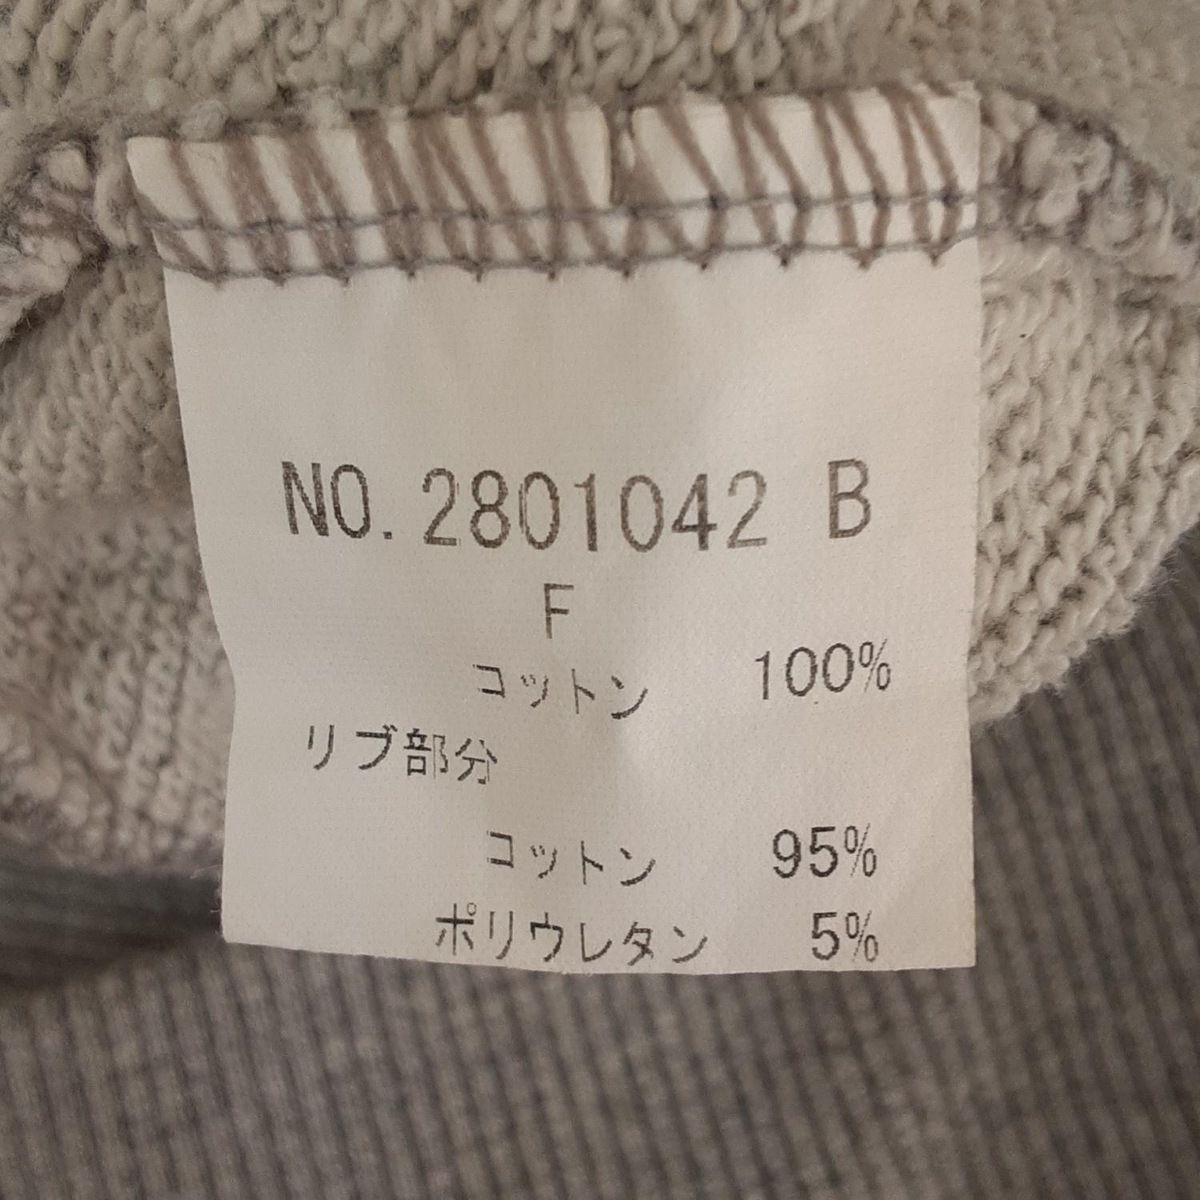 NO.2801042 B
F
コットン 100%
リブ部分
コットン 95%
ポリウレタン 5%